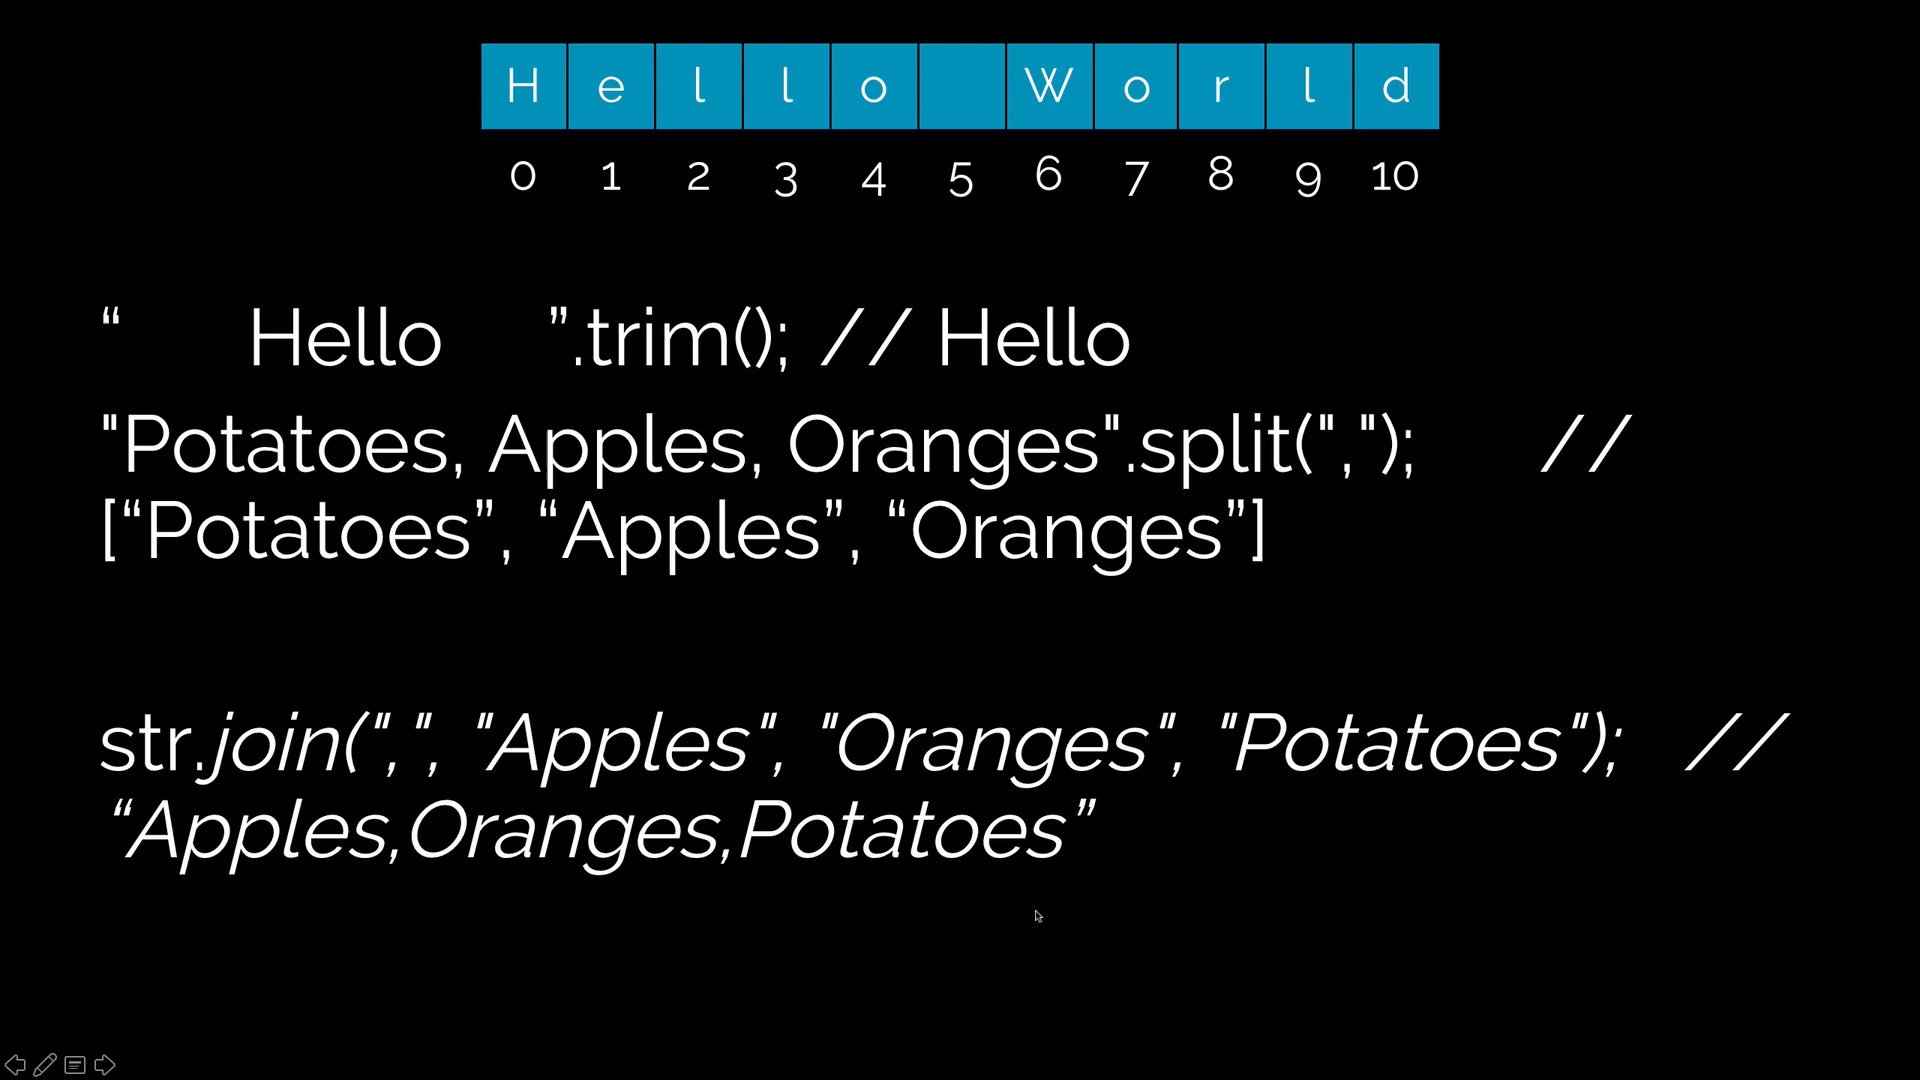 H e l l o W o r l d
0 1 2 3 4 5 6 7 8 9 10
“ Hello ”.trim(); // Hello
"Potatoes, Apples, Oranges".split(","); //
[“Potatoes”, “Apples”, “Oranges”]
str.join(",", "Apples", "Oranges", "Potatoes"); //
“Apples,Oranges,Potatoes”